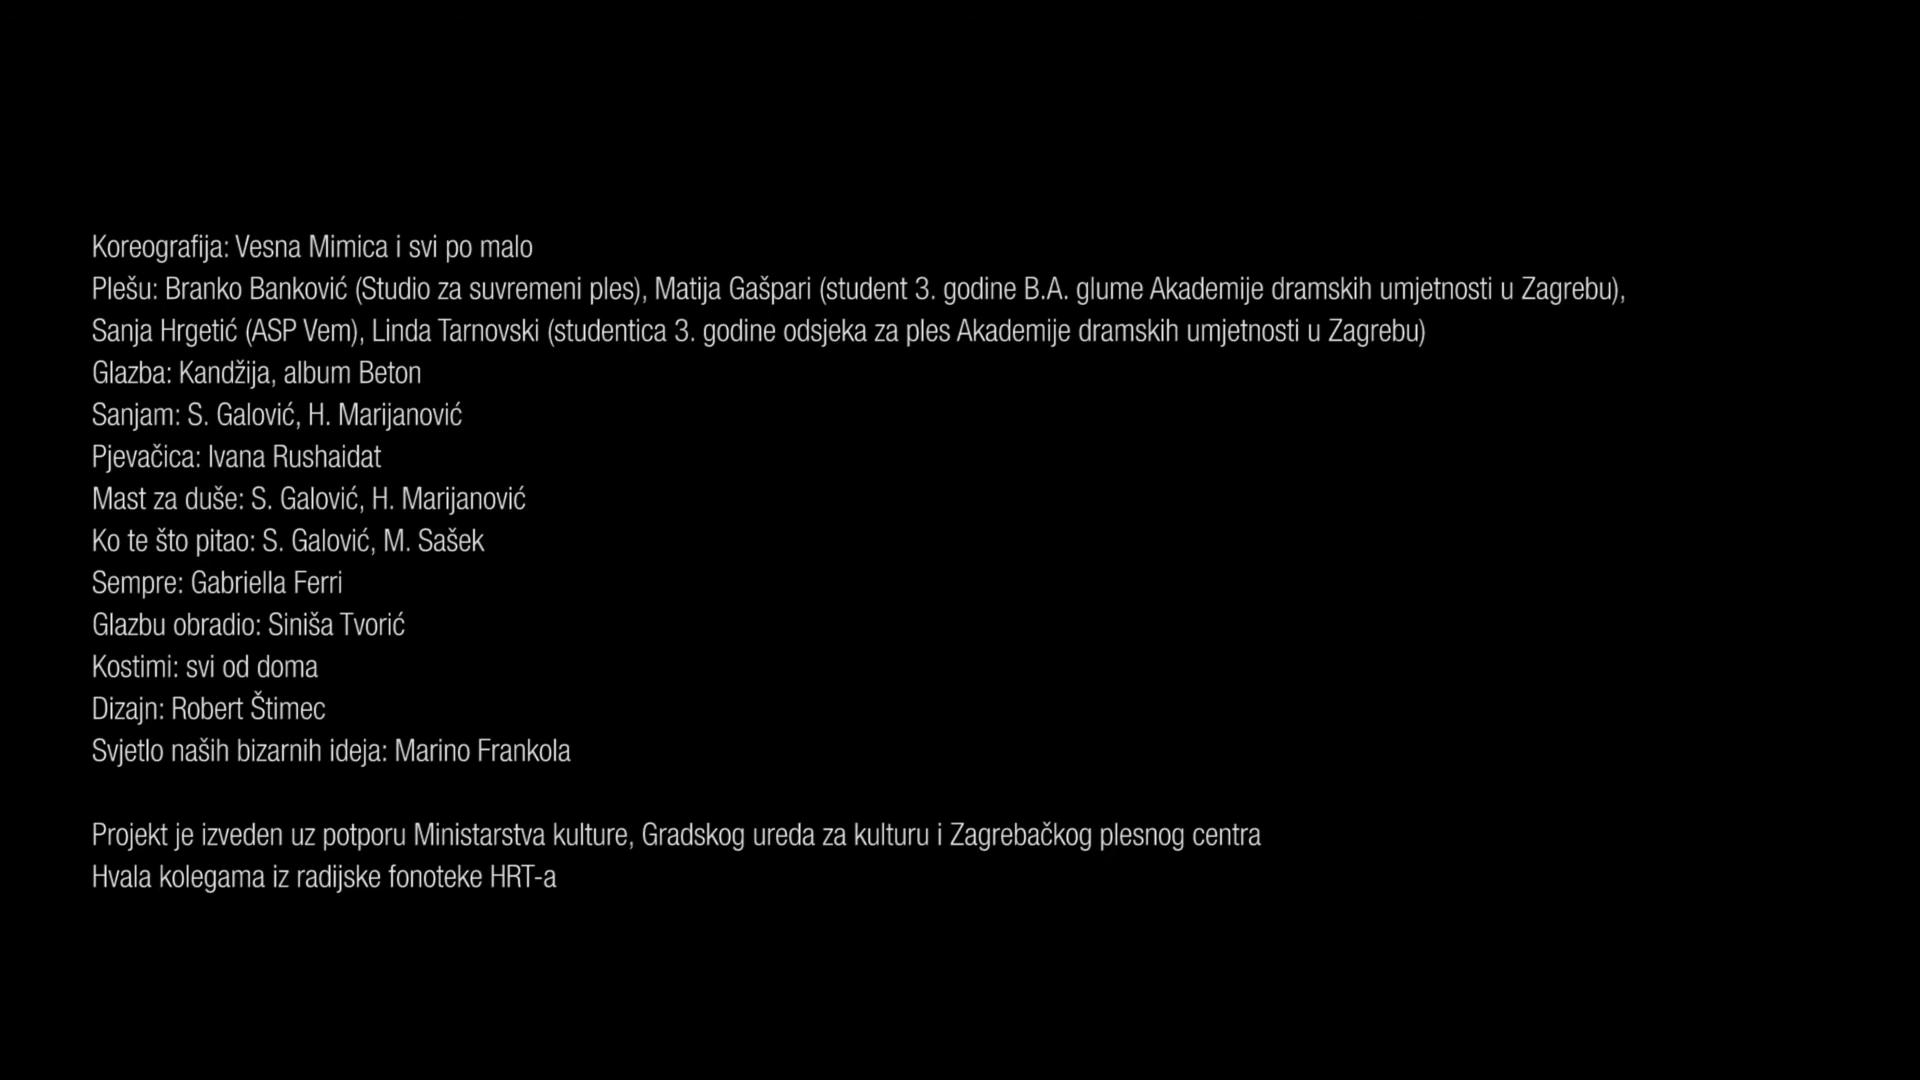 Koreografija: Vesna Mimica i svi po malo
Plešu: Branko Banković (Studio za suvremeni ples), Matija Gašpari (student 3. godine B.A. glume Akademije dramskih umjetnosti u Zagrebu),
Sanja Hrgetić (ASP Vem), Linda Tarnovski (studentica 3. godine odsjeka za ples Akademije dramskih umjetnosti u Zagrebu)
Glazba: Kandžija, album Beton
Sanjam: S. Galović, H. Marijanović
Pjevačica: Ivana Rushaidat
Mast za duše: S. Galović, H. Marijanović
Ko te što pitao: S. Galović, M. Sašek
Sempre: Gabriella Ferri
Glazbu obradio: Siniša Tvorić
Kostimi: svi od doma
Dizajn: Robert Štimec
Svjetlo naših bizarnih ideja: Marino Frankola
Projekt je izveden uz potporu Ministarstva kulture, Gradskog ureda za kulturu i Zagrebačkog plesnog centra
Hvala kolegama iz radijske fonoteke HRT-a